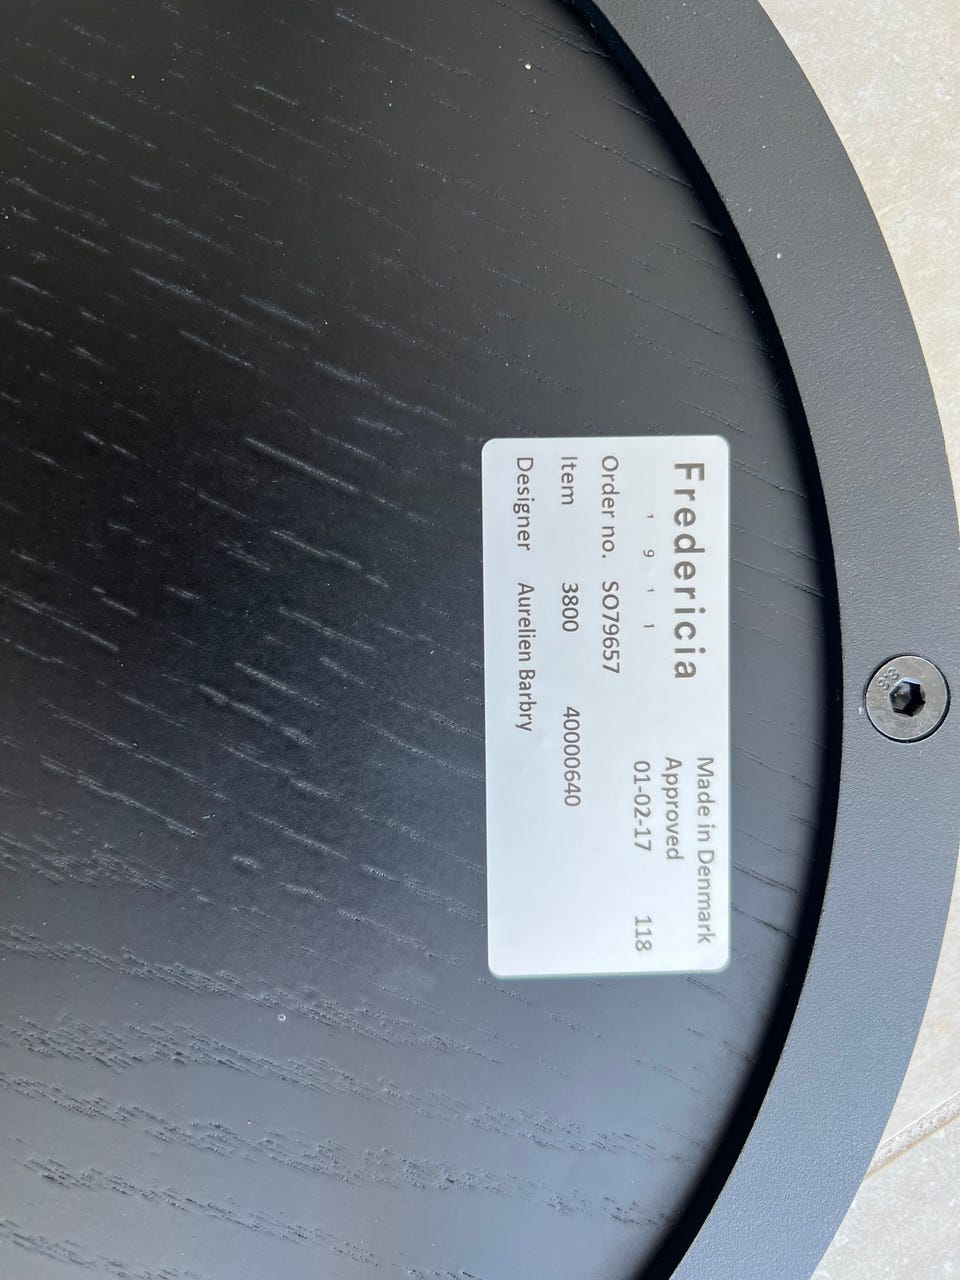 Fredericia
1 9 1 1
Made in Denmark
Approved
01-02-17 118
Order no. SO79657
Item 3800 40000640
Designer Aurelien Barbry